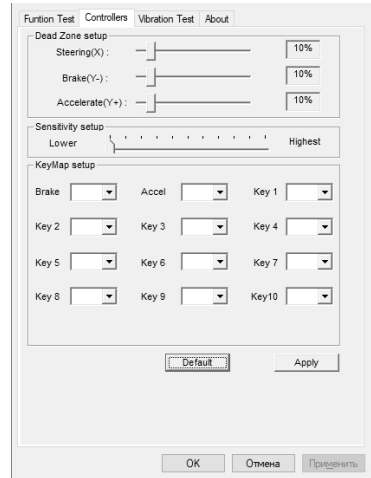 Funtion Test Controllers Vibration Test About
Dead Zone setup
Steering(X) : 10%
Brake(Y-) : 10%
Accelerate(Y+) : 10%
Sensitivity setup
Lower Highest
KeyMap setup
Brake Accel Key 1
Key 2 Key 3 Key 4
Key 5 Key 6 Key 7
Key 8 Key 9 Key10
Default Apply
OK Отмена Применить